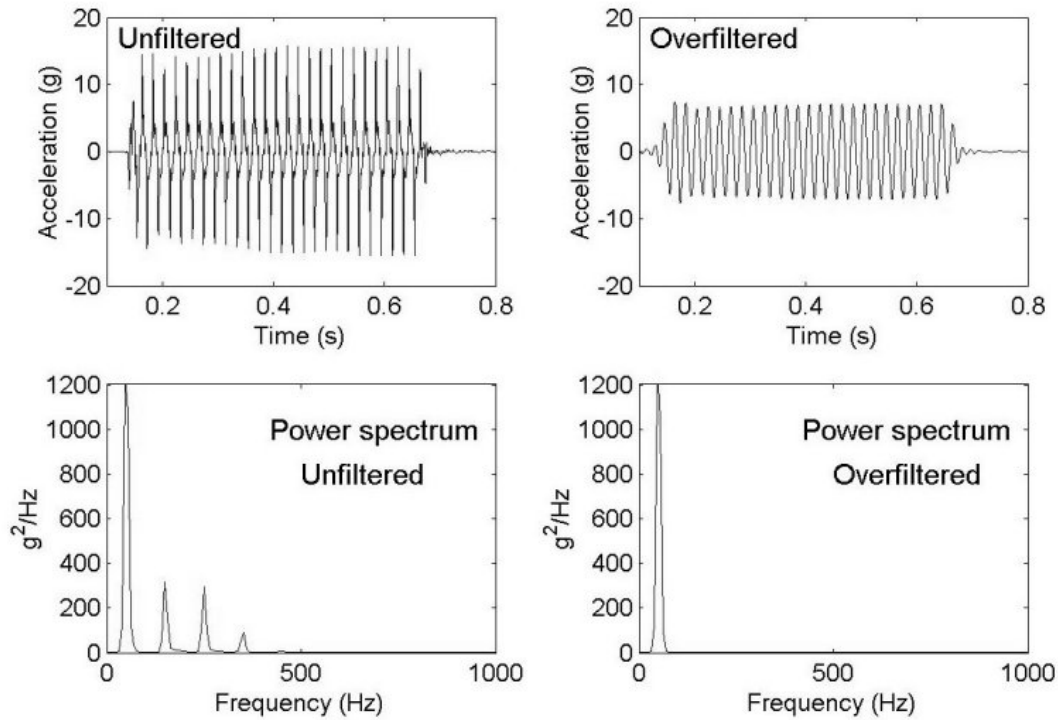 20
10
0
-10
-20
Acceleration (g)
Unfiltered
0.2 0.4 0.6 0.8
Time (s)
20
10
0
-10
-20
Acceleration (g)
Overfiltered
0.2 0.4 0.6 0.8
Time (s)
1200
1000
800
600
400
200
0
g²/Hz
Power spectrum
Unfiltered
0 500 1000
Frequency (Hz)
1200
1000
800
600
400
200
0
g²/Hz
Power spectrum
Overfiltered
0 500 1000
Frequency (Hz)